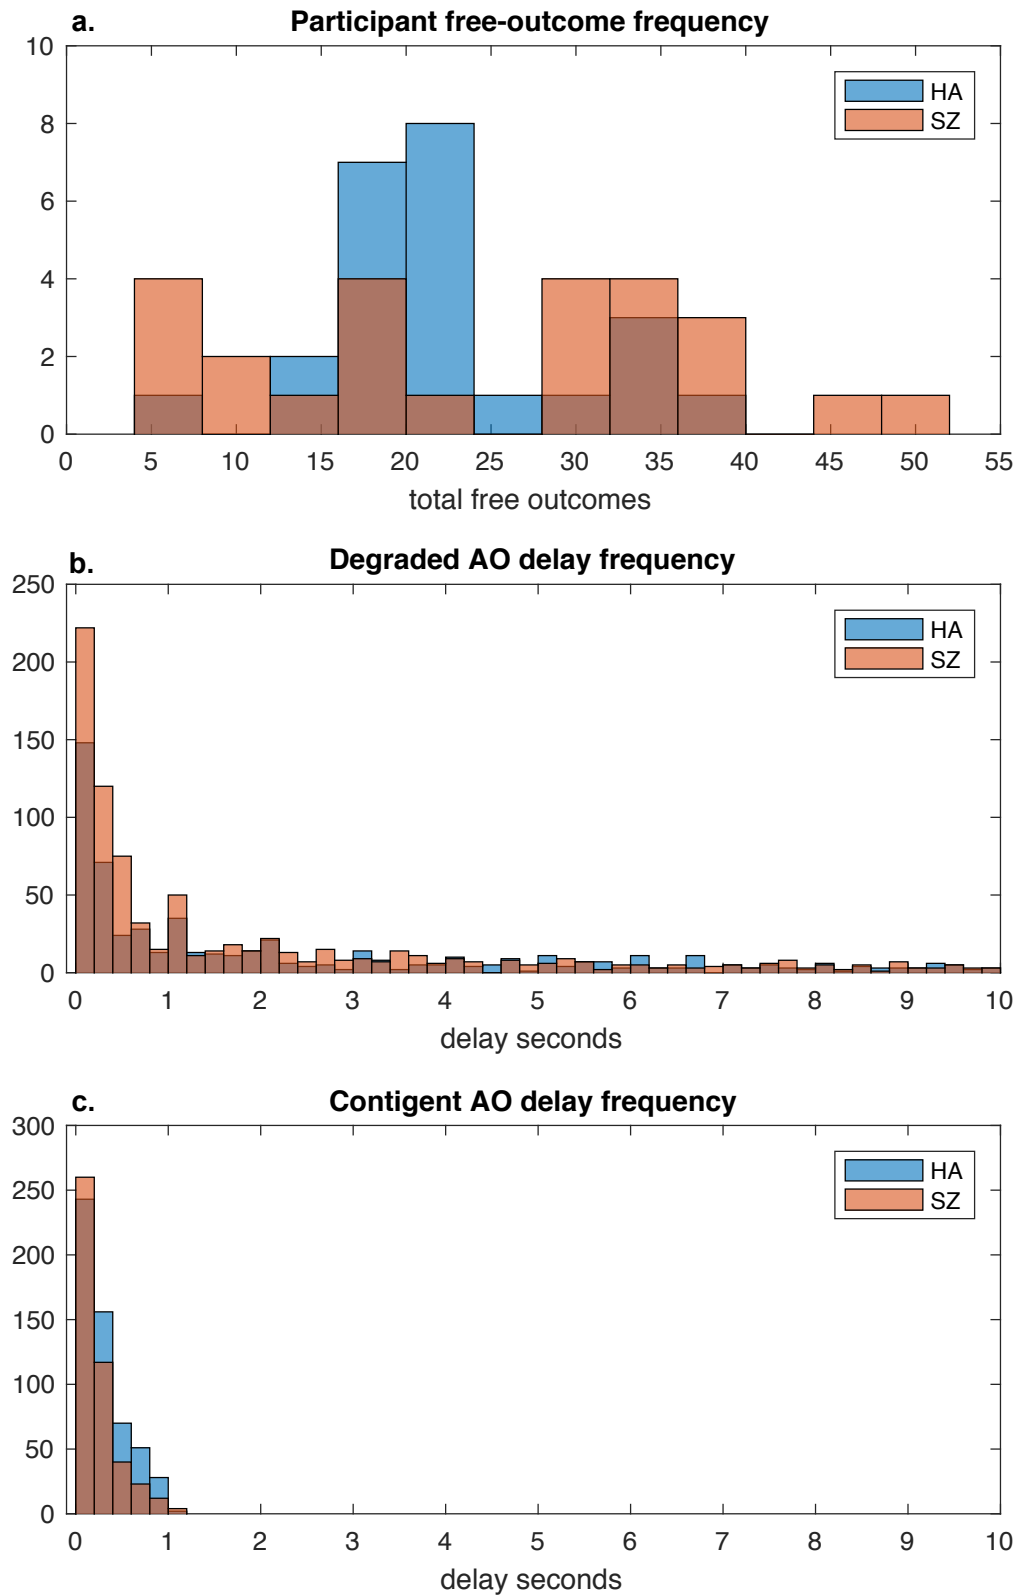 a. Participant free-outcome frequency
10
8
6
4
2
0
HA
SZ
0 5 10 15 20 25 30 35 40 45 50 55
total free outcomes
b. Degraded AO delay frequency
250
200
150
100
50
0
HA
SZ
0 1 2 3 4 5 6 7 8 9 10
delay seconds
c. Contigent AO delay frequency
300
250
200
150
100
50
0
HA
SZ
0 1 2 3 4 5 6 7 8 9 10
delay seconds